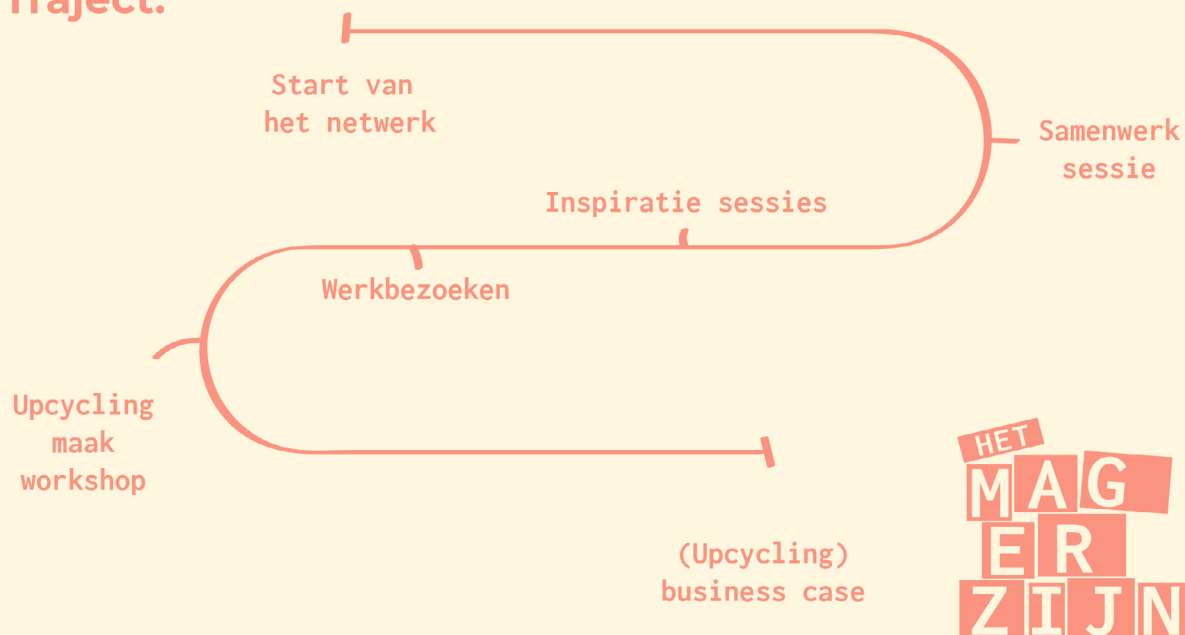 Traject.
Start van
het netwerk
Samenwerk
sessie
Inspiratie sessies
Werkbezoeken
Upcycling
maak
workshop
(Upcycling)
business case
HET
MAG
ER
ZIJN